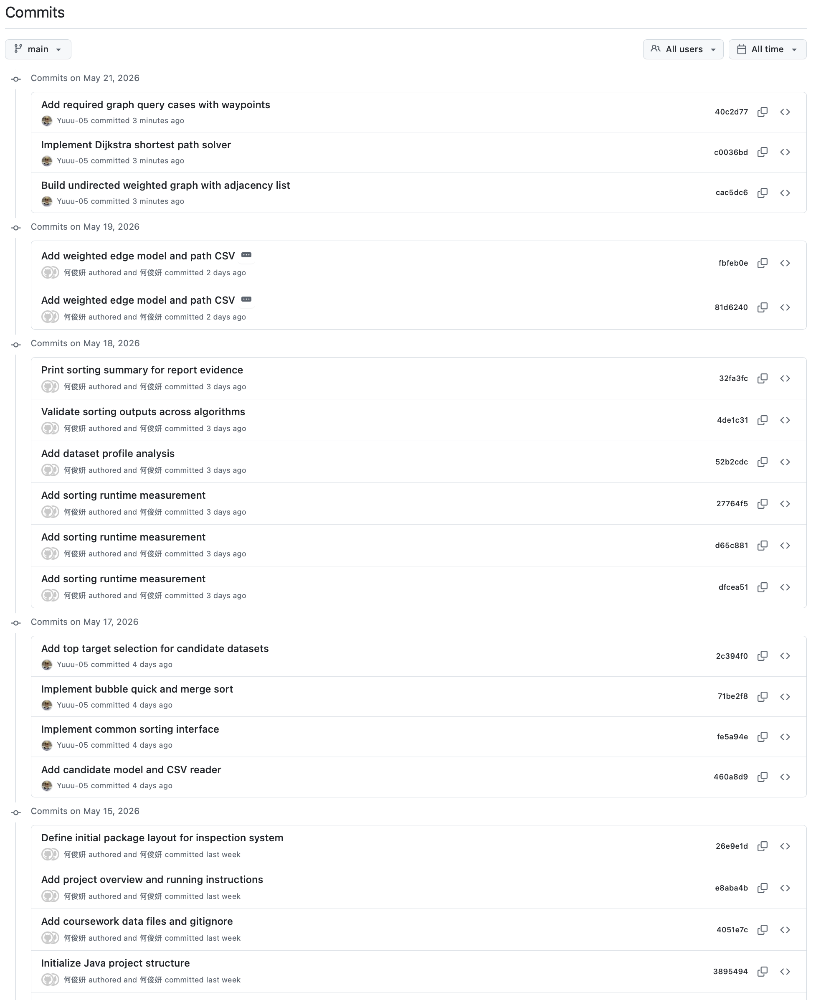 Commits
main
All users
All time
Commits on May 21, 2026
Add required graph query cases with waypoints
Yuuu-05 committed 3 minutes ago
40c2d77
Implement Dijkstra shortest path solver
Yuuu-05 committed 3 minutes ago
c0036bd
Build undirected weighted graph with adjacency list
Yuuu-05 committed 3 minutes ago
cac5dc6
Commits on May 19, 2026
Add weighted edge model and path CSV
何俊妍 authored and 何俊妍 committed 2 days ago
fbfeb0e
Add weighted edge model and path CSV
何俊妍 authored and 何俊妍 committed 2 days ago
81d6240
Commits on May 18, 2026
Print sorting summary for report evidence
何俊妍 authored and 何俊妍 committed 3 days ago
32fa3fc
Validate sorting outputs across algorithms
何俊妍 authored and 何俊妍 committed 3 days ago
4de1c31
Add dataset profile analysis
何俊妍 authored and 何俊妍 committed 3 days ago
52b2cdc
Add sorting runtime measurement
何俊妍 authored and 何俊妍 committed 3 days ago
27764f5
Add sorting runtime measurement
何俊妍 authored and 何俊妍 committed 3 days ago
d65c881
Add sorting runtime measurement
何俊妍 authored and 何俊妍 committed 3 days ago
dfcea51
Commits on May 17, 2026
Add top target selection for candidate datasets
Yuuu-05 committed 4 days ago
2c394f0
Implement bubble quick and merge sort
Yuuu-05 committed 4 days ago
71be2f8
Implement common sorting interface
Yuuu-05 committed 4 days ago
fe5a94e
Add candidate model and CSV reader
Yuuu-05 committed 4 days ago
460a8d9
Commits on May 15, 2026
Define initial package layout for inspection system
何俊妍 authored and 何俊妍 committed last week
26e9e1d
Add project overview and running instructions
何俊妍 authored and 何俊妍 committed last week
e8aba4b
Add coursework data files and gitignore
何俊妍 authored and 何俊妍 committed last week
4051e7c
Initialize Java project structure
何俊妍 authored and 何俊妍 committed last week
3895494